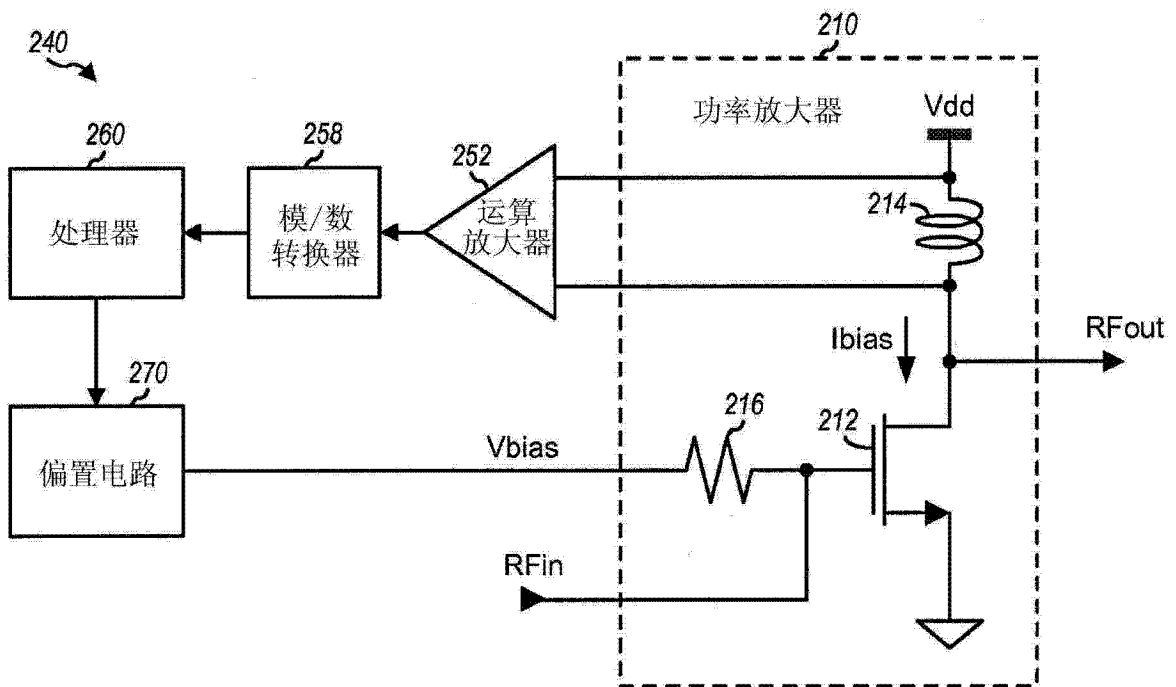 240
210
功率放大器
Vdd
260
258
252
214
处理器
模/数
转换器
运算
放大器
Ibias
RFout
270
216
212
偏置电路
Vbias
RFin